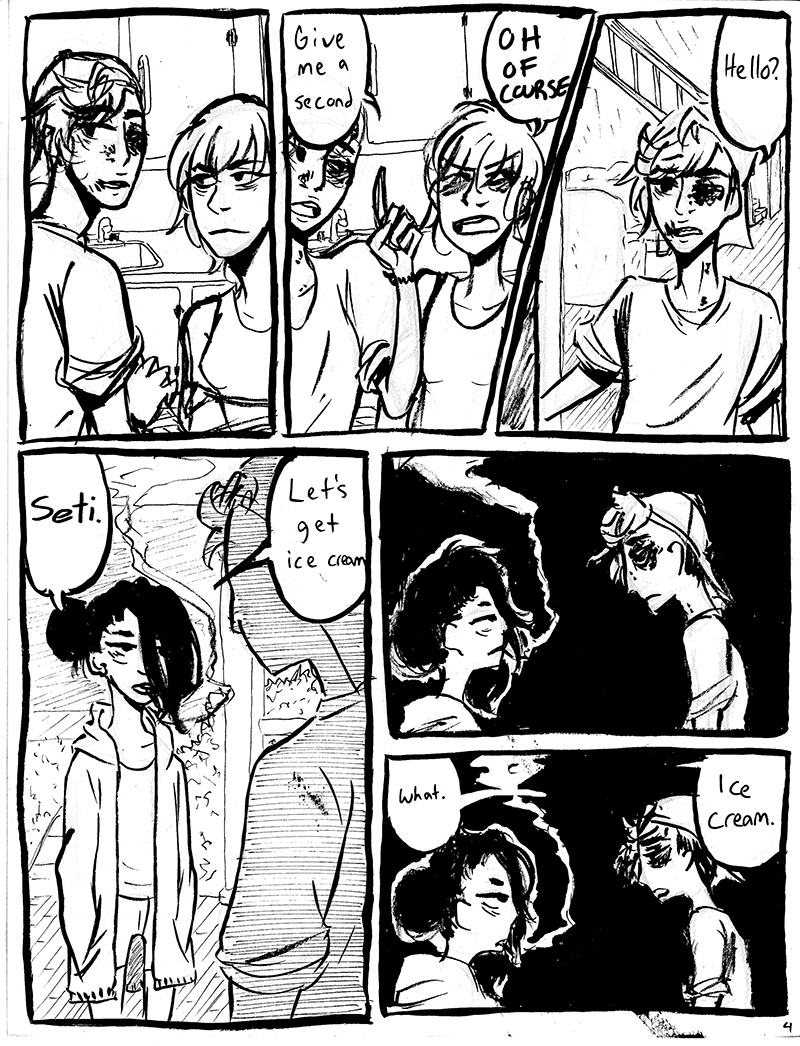 Give
me a
second
OH
OF
COURSE
Hello?
Seti.
Let's
get
ice cream
What.
Ice
Cream.
4